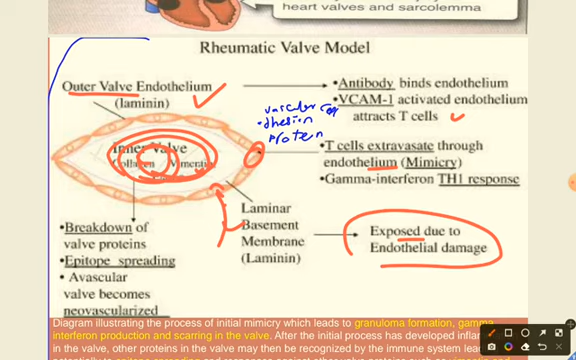 heart valves and sarcolemma
Rheumatic Valve Model
Outer Valve Endothelium
(laminin)
•Antibody binds endothelium
•VCAM-1 activated endothelium
attracts T cells
vascular
adhesion
protein
Inner Valve
Collagen Vimentin
•T cells extravasate through
endothelium (Mimicry)
•Gamma-interferon TH1 response
Laminar
Basement
Membrane
(Laminin)
Exposed due to
Endothelial damage
•Breakdown of
valve proteins
•Epitope spreading
• Avascular
valve becomes
neovascularized
Diagram illustrating the process of initial mimicry which leads to granuloma formation, gamma
interferon production and scarring in the valve. After the initial process has developed
in the valve, other proteins in the valve may then be recognized by the immune system